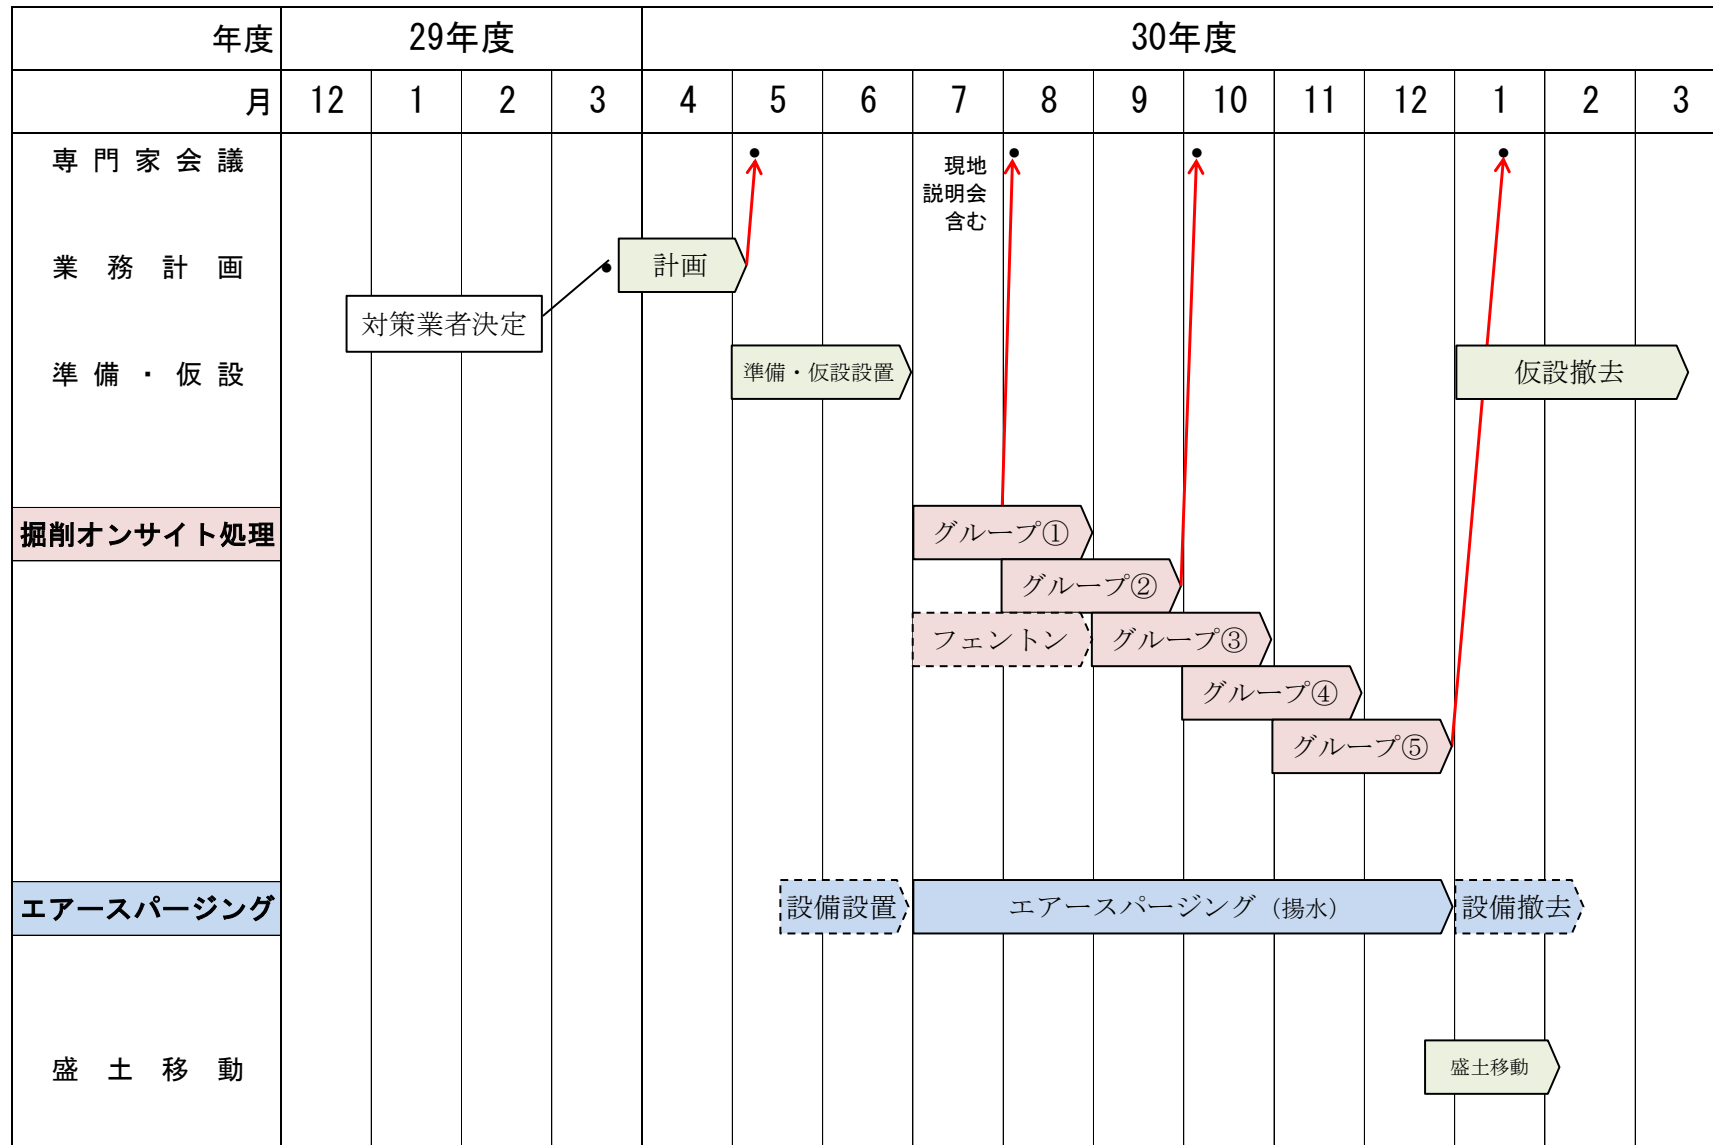 年度 29年度 30年度
月 12 1 2 3 4 5 6 7 8 9 10 11 12 1 2 3
専門家会議
現地
説明会
含む
業務計画
計画
対策業者決定
準備・仮設
準備・仮設設置
仮設撤去
掘削オンサイト処理
グループ①
グループ②
フェントン
グループ③
グループ④
グループ⑤
エアースパージング
設備設置
エアースパージング（揚水）
設備撤去
盛土移動
盛土移動